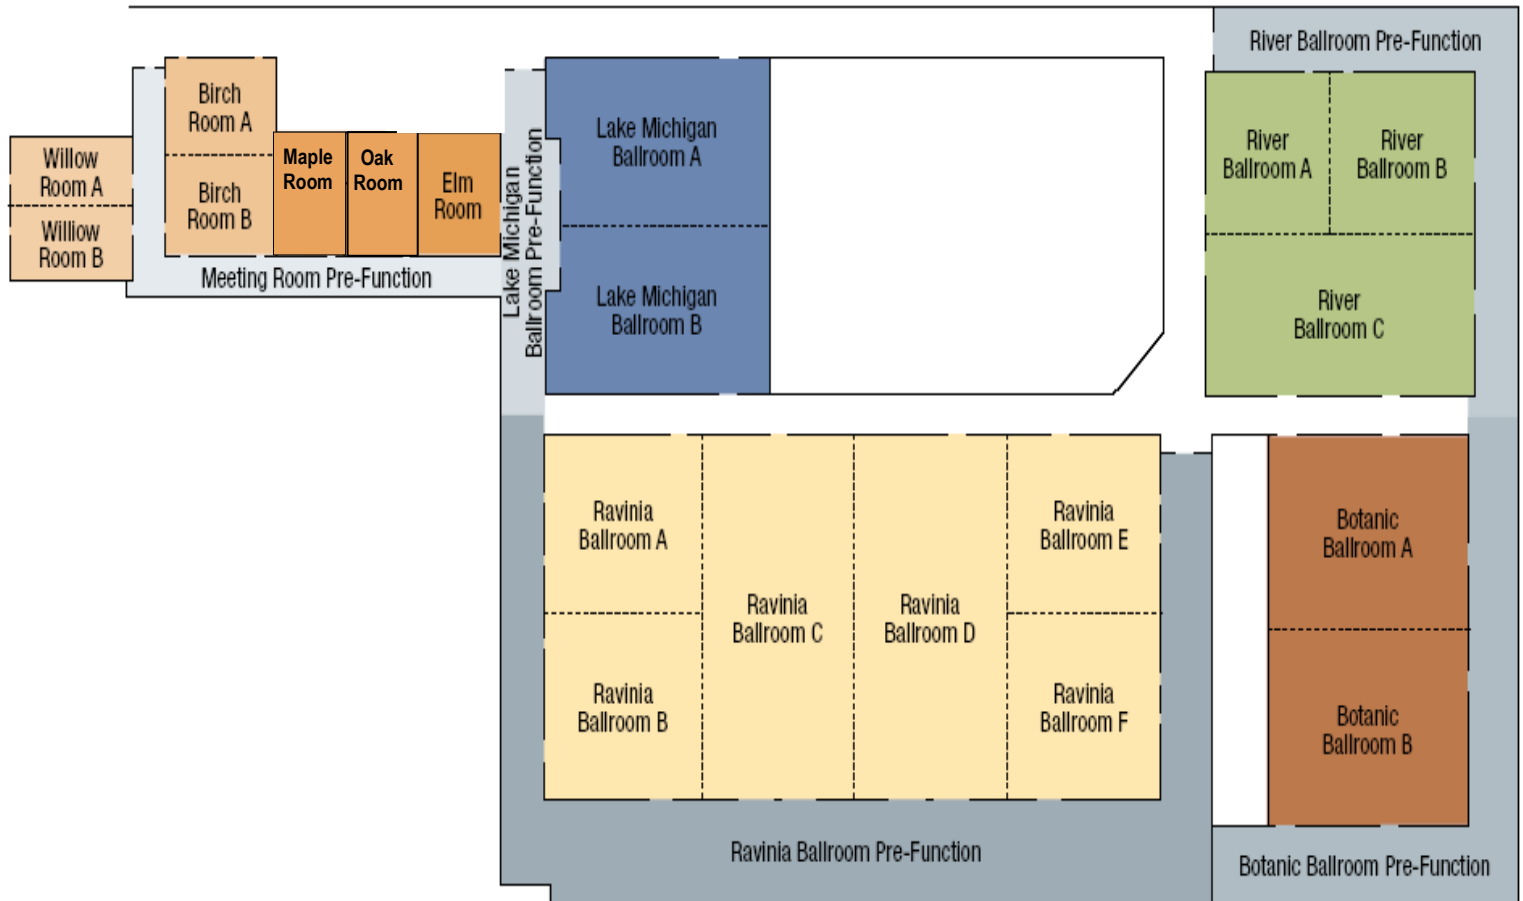 River Ballroom Pre-Function
Birch
Room A
Willow
Room A
Maple
Room
Oak
Room
Elm
Room
Birch
Room B
Williow
Room B
Meeting Room Pre-Function
Lake Michigan
Ballroom Pre-Function
Lake Michigan
Ballroom A
Lake Michigan
Ballroom B
River
Ballroom A
River
Ballroom B
River
Ballroom C
Ravinia
Ballroom A
Ravinia
Ballroom B
Ravinia
Ballroom C
Ravinia
Ballroom D
Ravinia
Ballroom E
Ravinia
Ballroom F
Botanic
Ballroom A
Botanic
Ballroom B
Ravinia Ballroom Pre-Function
Botanic Ballroom Pre-Function